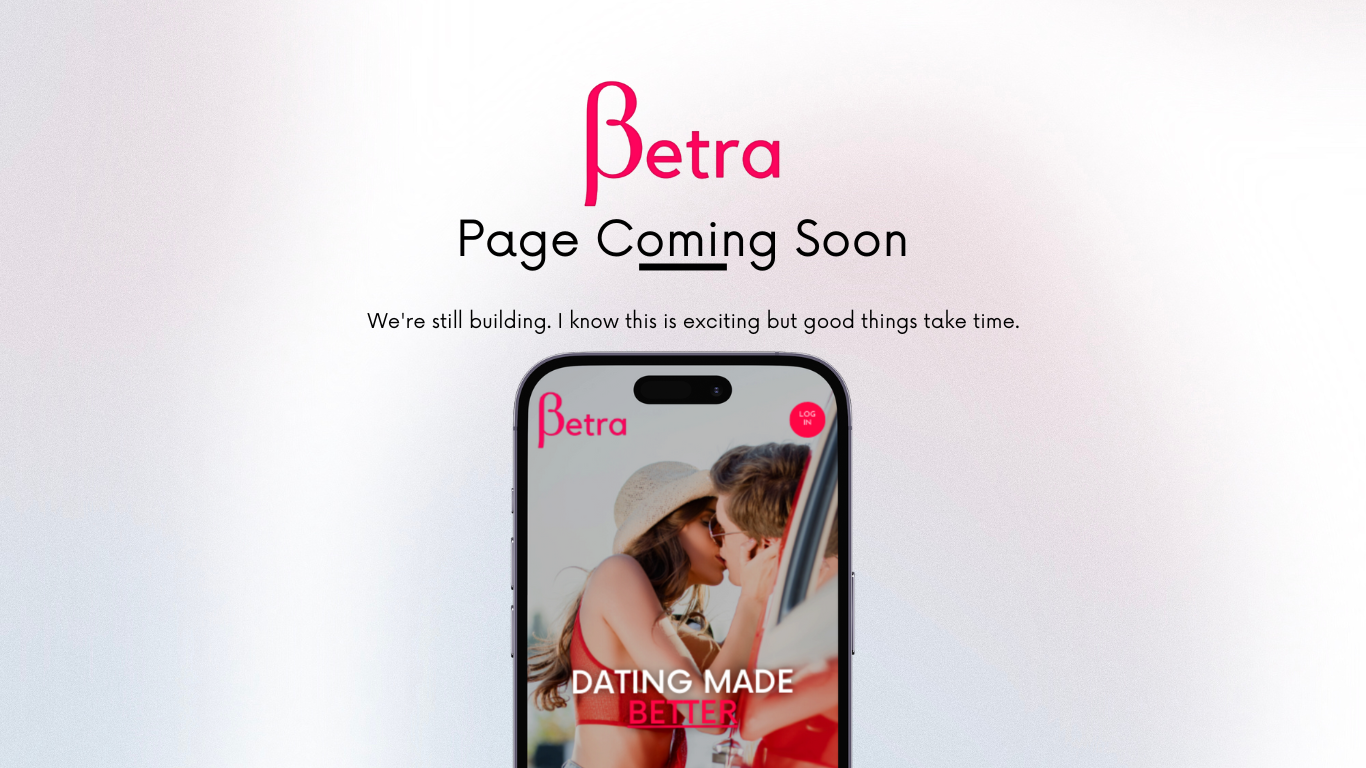 βetra
Page Coming Soon
We're still building. I know this is exciting but good things take time.
βetra
LOG
IN
DATING MADE
BETTER